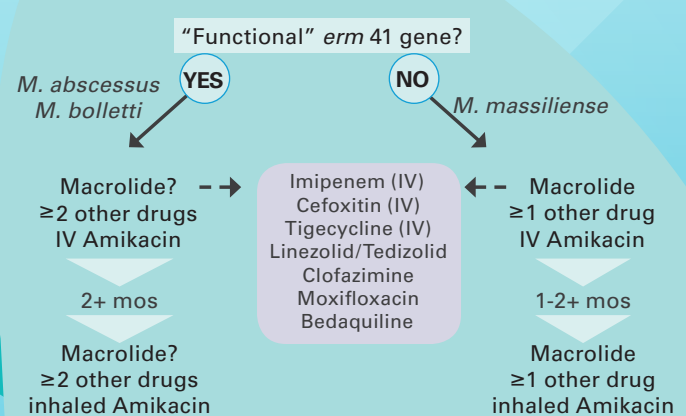 "Functional" erm 41 gene?
YES
NO
M. abscessus
M. bolletti
M. massiliense
Macrolide?
≥2 other drugs
IV Amikacin
2+ mos
Macrolide?
≥2 other drugs
inhaled Amikacin
Imipenem (IV)
Cefoxitin (IV)
Tigecycline (IV)
Linezolid/Tedizolid
Clofazimine
Moxifloxacin
Bedaquiline
Macrolide
≥1 other drug
IV Amikacin
1-2+ mos
Macrolide
≥1 other drug
inhaled Amikacin